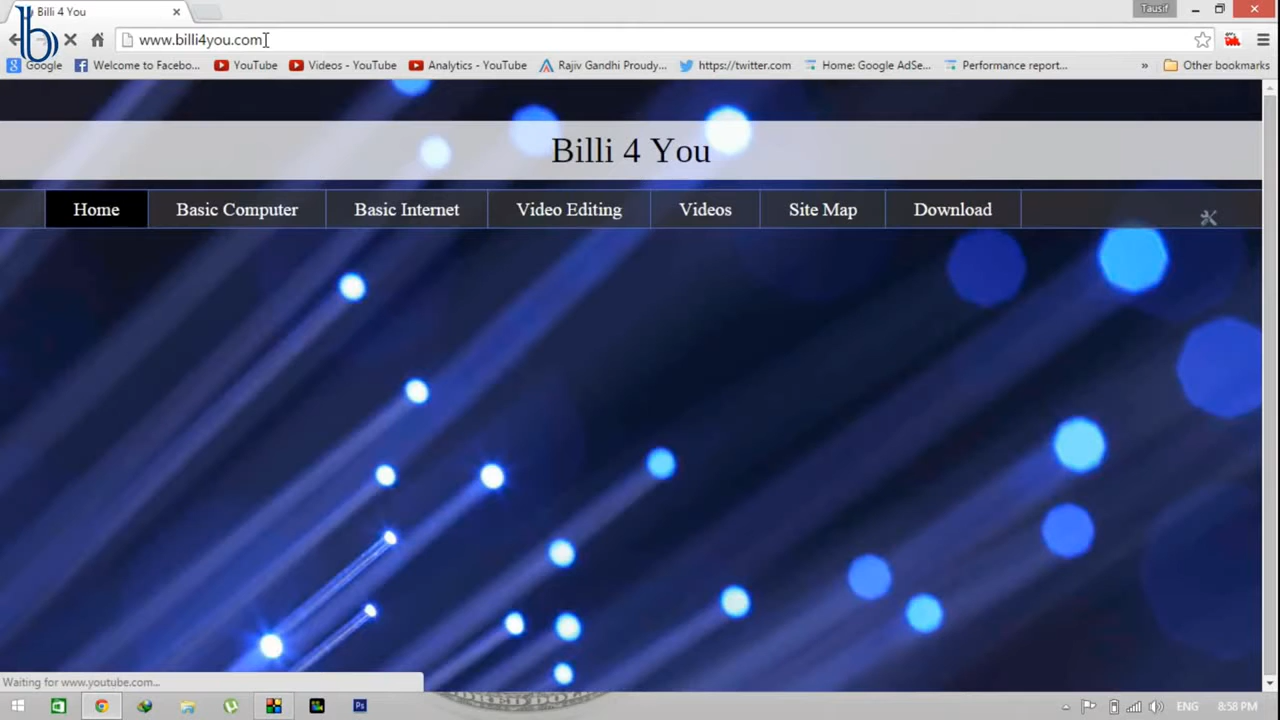 Billi 4 You
Tausif
www.billi4you.com
Google
Welcome to Facebo...
YouTube
Videos - YouTube
Analytics - YouTube
Rajiv Gandhi Proudy...
https://twitter.com
Home: Google AdSe...
Performance report...
»
Other bookmarks
b
Billi 4 You
Home
Basic Computer
Basic Internet
Video Editing
Videos
Site Map
Download
Waiting for www.youtube.com...
Ps
ENG
8:58 PM